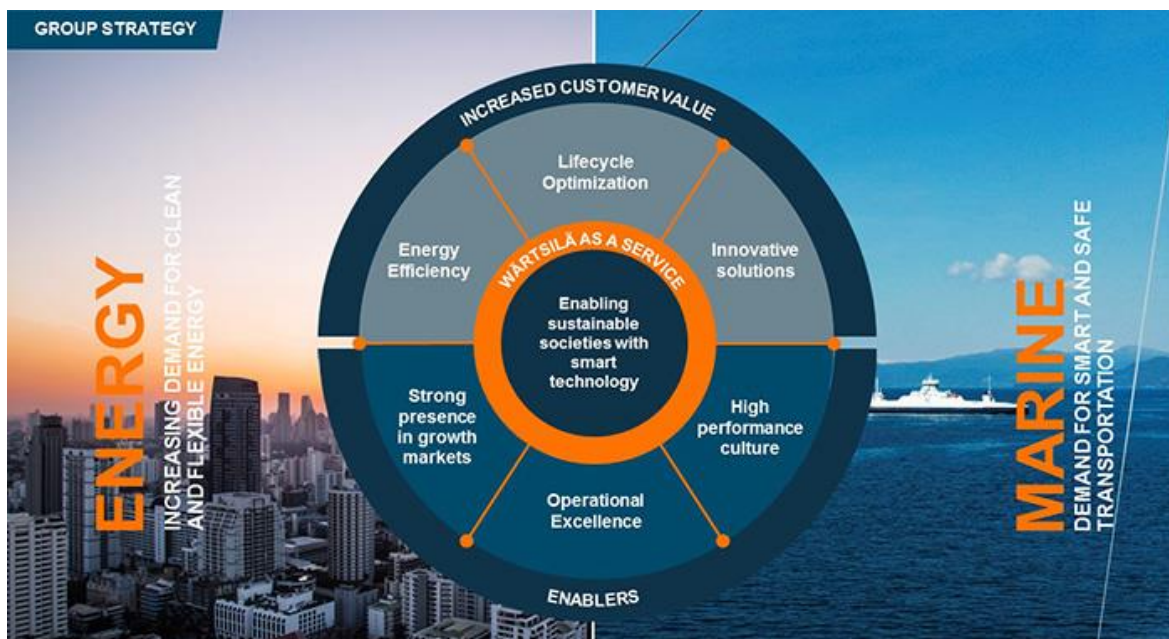 GROUP STRATEGY
INCREASED CUSTOMER VALUE
Lifecycle
Optimization
Energy
Efficiency
Innovative
solutions
WÄRTSILÄ AS A SERVICE
Enabling
sustainable
societies with
smart
technology
Strong
presence
in growth
markets
High
performance
culture
Operational
Excellence
ENABLERS
ENERGY
INCREASING DEMAND FOR CLEAN
AND FLEXIBLE ENERGY
MARINE
DEMAND FOR SMART AND SAFE
TRANSPORTATION